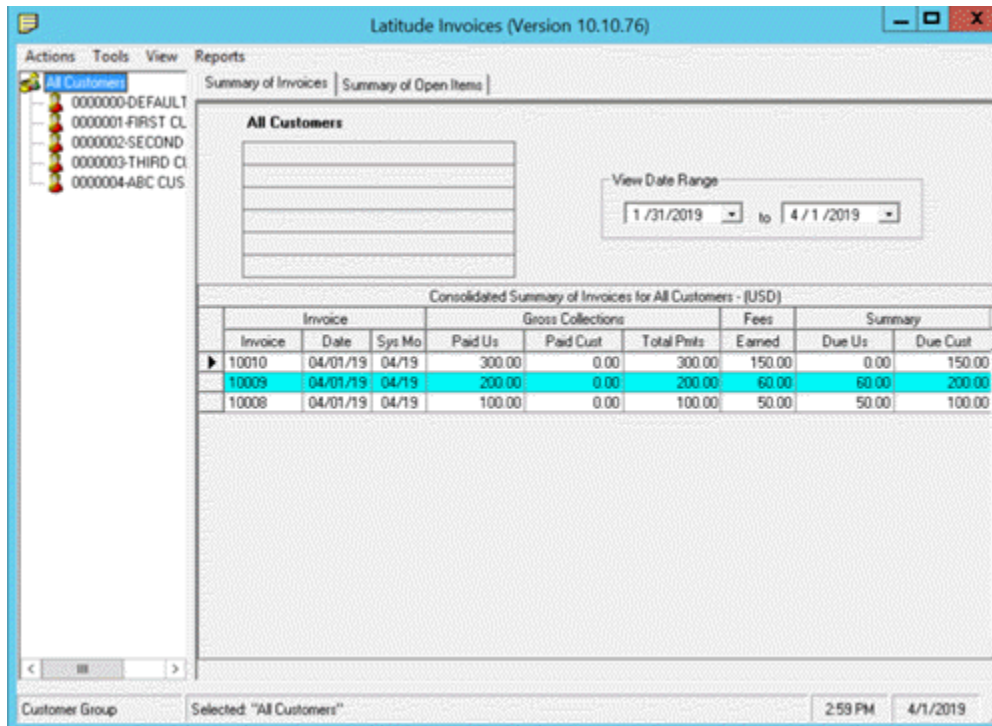 Latitude Invoices (Version 10.10.76)
Actions Tools View Reports
All Customers
0000000-DEFAULT
0000001-FIRST CL
0000002-SECOND
0000003-THIRD CU
0000004-ABC CUS
Summary of Invoices Summary of Open Items
All Customers
View Date Range
1/31/2019 to 4/1/2019
Consolidated Summary of Invoices for All Customers - (USD)
Invoice Gross Collections Fees Summary
Invoice Date Sys Mo Paid Us Paid Cust Total Pmts Earned Due Us Due Cust
10010 04/01/19 04/19 300.00 0.00 300.00 150.00 0.00 150.00
10009 04/01/19 04/19 200.00 0.00 200.00 60.00 60.00 200.00
10008 04/01/19 04/19 100.00 0.00 100.00 50.00 50.00 100.00
Customer Group Selected: "All Customers" 2:59 PM 4/1/2019